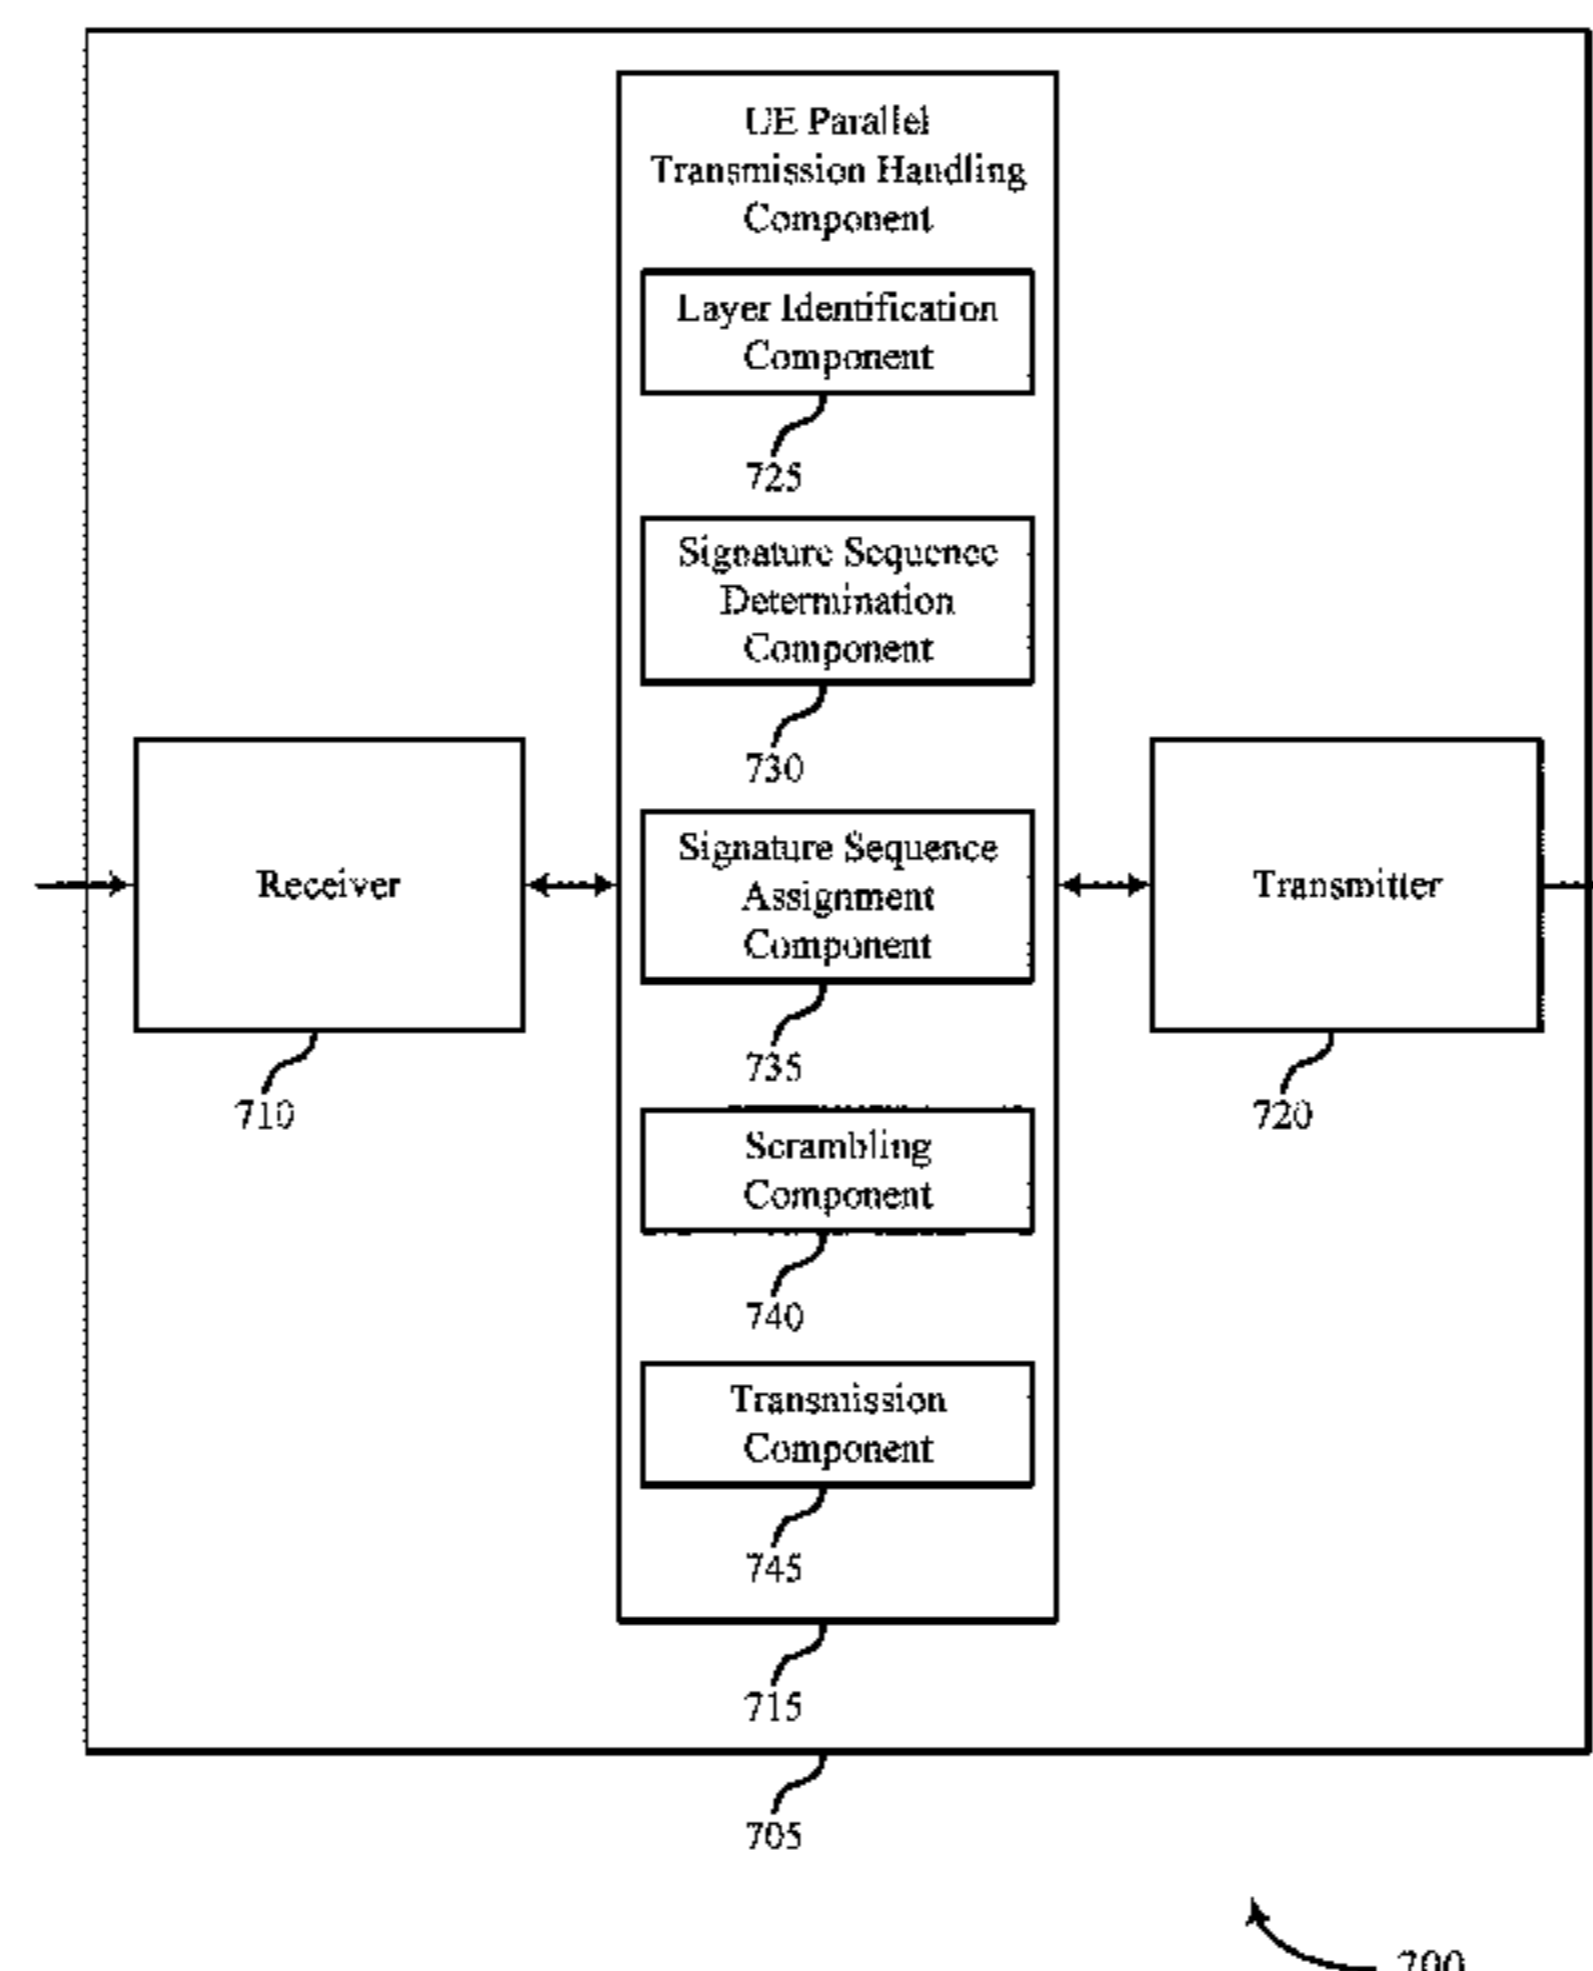 UE Parallel
Transmission Handling
Component
Layer Identification
Component
725
Signature Sequence
Determination
Component
730
Signature Sequence
Assignment
Component
735
Receiver
710
Transmitter
720
Scrambling
Component
740
Transmission
Component
745
715
705
700